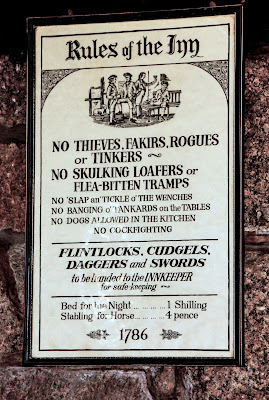 Rules of the Inn
NO THIEVES, FAKIRS, ROGUES
or TINKERS
NO SKULKING LOAFERS or
FLEA-BITTEN TRAMPS
NO 'SLAP an' TICKLE o' THE WENCHES
NO BANGING o' TANKARDS on the TABLES
NO DOGS ALLOWED IN THE KITCHEN
NO COCKFIGHTING
FLINTLOCKS, CUDGELS,
DAGGERS and SWORDS
to be handed to the INNKEEPER
for safe-keeping
Bed for Night ............ 1 Shilling
Stabling for Horse ........ 4 pence
1786